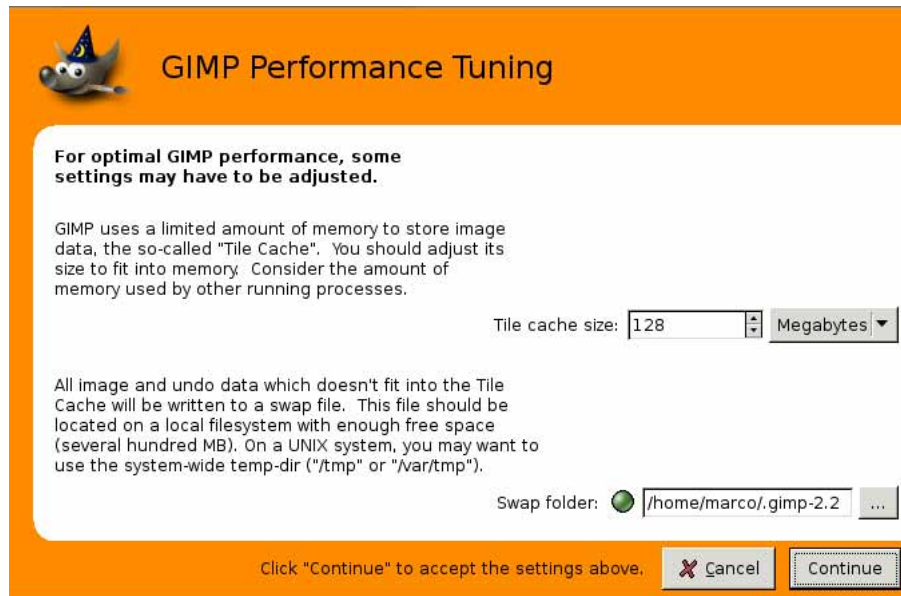 GIMP Performance Tuning
For optimal GIMP performance, some
settings may have to be adjusted.
GIMP uses a limited amount of memory to store image
data, the so-called "Tile Cache". You should adjust its
size to fit into memory. Consider the amount of
memory used by other running processes.
Tile cache size: 128 Megabytes
All image and undo data which doesn't fit into the Tile
Cache will be written to a swap file. This file should be
located on a local filesystem with enough free space
(several hundred MB). On a UNIX system, you may want to
use the system-wide temp-dir ("/tmp" or "/var/tmp").
Swap folder: /home/marco/.gimp-2.2 ...
Click "Continue" to accept the settings above. Cancel Continue